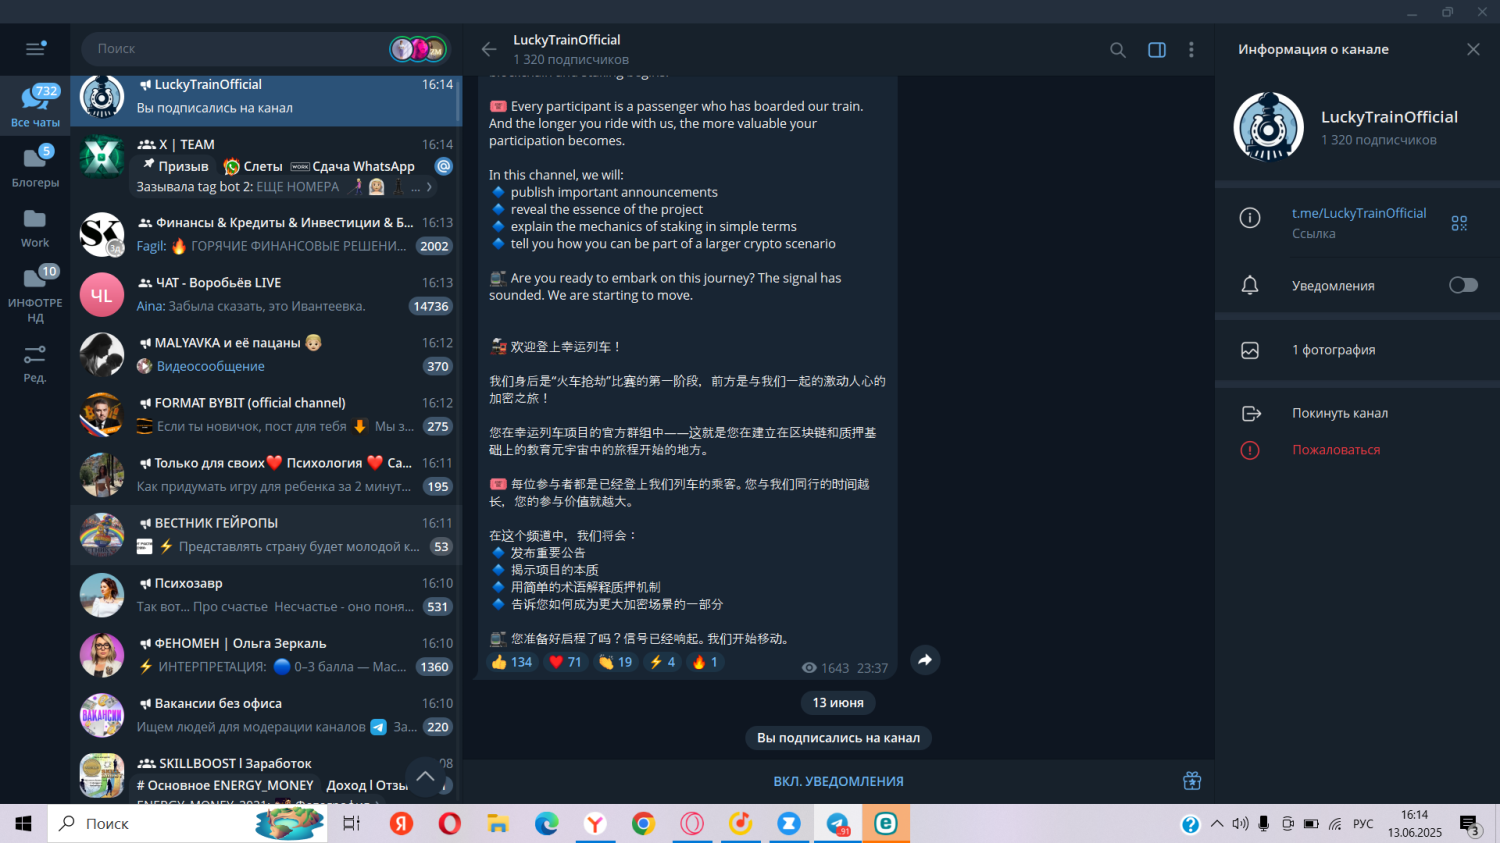 Поиск
2M
732
Все чаты
5
Блогеры
Work
10
ИНФОТРЕ
НД
Ред.
LuckyTrainOfficial 16:14
Вы подписались на канал
X | TEAM 16:14
Призыв Слеты WORK Сдача WhatsApp @
Зазывала tag bot 2: ЕЩЕ НОМЕРА ...
Финансы & Кредиты & Инвестиции & Б... 16:13
Fagil: ГОРЯЧИЕ ФИНАНСОВЫЕ РЕШЕНИ... 2002
SK
ЧАТ - Воробьёв LIVE 16:13
ЧL
Aina: Забыла сказать, это Ивантеевка. 14736
MALYAVKA и её пацаны 16:12
Видеосообщение 370
FORMAT BYBIT (official channel) 16:12
Если ты новичок, пост для тебя Мы з... 275
Только для своих❤️ Психология ❤️ Са... 16:11
Как придумать игру для ребенка за 2 минут... 195
ВЕСТНИК ГЕЙРОПЫ 16:11
⚡ Представлять страну будет молодой к... 53
Психозавр 16:10
Так вот... Про счастье Несчастье - оно поня... 531
ФЕНОМЕН | Ольга Зеркаль 16:10
⚡ ИНТЕРПРЕТАЦИЯ: 🔵 0–3 балла — Мас... 1360
Вакансии без офиса 16:10
ВАКАНСИИ
Ищем людей для модерации каналов За... 220
SKILLBOOST l Заработок 08
# Основное ENERGY_MONEY Доход l Отзы
LuckyTrainOfficial
1 320 подписчиков
🎟 Every participant is a passenger who has boarded our train.
And the longer you ride with us, the more valuable your
participation becomes.
In this channel, we will:
🔷 publish important announcements
🔷 reveal the essence of the project
🔷 explain the mechanics of staking in simple terms
🔷 tell you how you can be part of a larger crypto scenario
Are you ready to embark on this journey? The signal has
sounded. We are starting to move.
🚂 欢迎登上幸运列车！
我们身后是“火车抢劫”比赛的第一阶段，前方是与我们一起的激动人心的
加密之旅！
您在幸运列车项目的官方群组中——这就是您在建立在区块链和质押基
础上的教育元宇宙中的旅程开始的地方。
🎟 每位参与者都是已经登上我们列车的乘客。您与我们同行的时间越
长，您的参与价值就越大。
在这个频道中，我们将会：
🔷 发布重要公告
🔷 揭示项目的本质
🔷 用简单的术语解释质押机制
🔷 告诉您如何成为更大加密场景的一部分
您准备好启程了吗？信号已经响起。我们开始移动。
👍 134 ❤️ 71 👏 19 ⚡ 4 🔥 1
1643 23:37
13 июня
Вы подписались на канал
ВКЛ. УВЕДОМЛЕНИЯ
Информация о канале
LuckyTrainOfficial
1 320 подписчиков
t.me/LuckyTrainOfficial
Ссылка
Уведомления
1 фотография
Покинуть канал
Пожаловаться
Поиск
Я
Y
91
e
РУС
16:14
13.06.2025
3